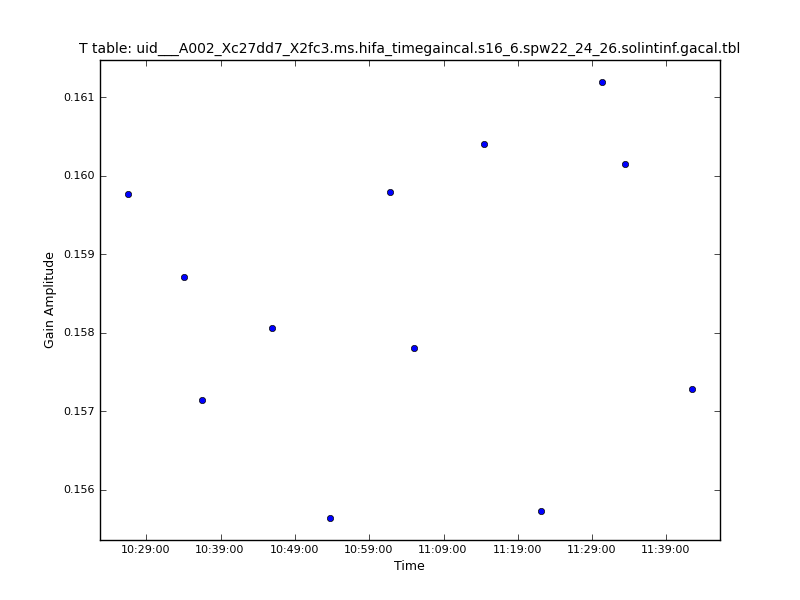 T table: uid___A002_Xc27dd7_X2fc3.ms.hifa_timegaincal.s16_6.spw22_24_26.solintinf.gacal.tbl
0.161
0.160
0.159
0.158
0.157
0.156
Gain Amplitude
10:29:00 10:39:00 10:49:00 10:59:00 11:09:00 11:19:00 11:29:00 11:39:00
Time